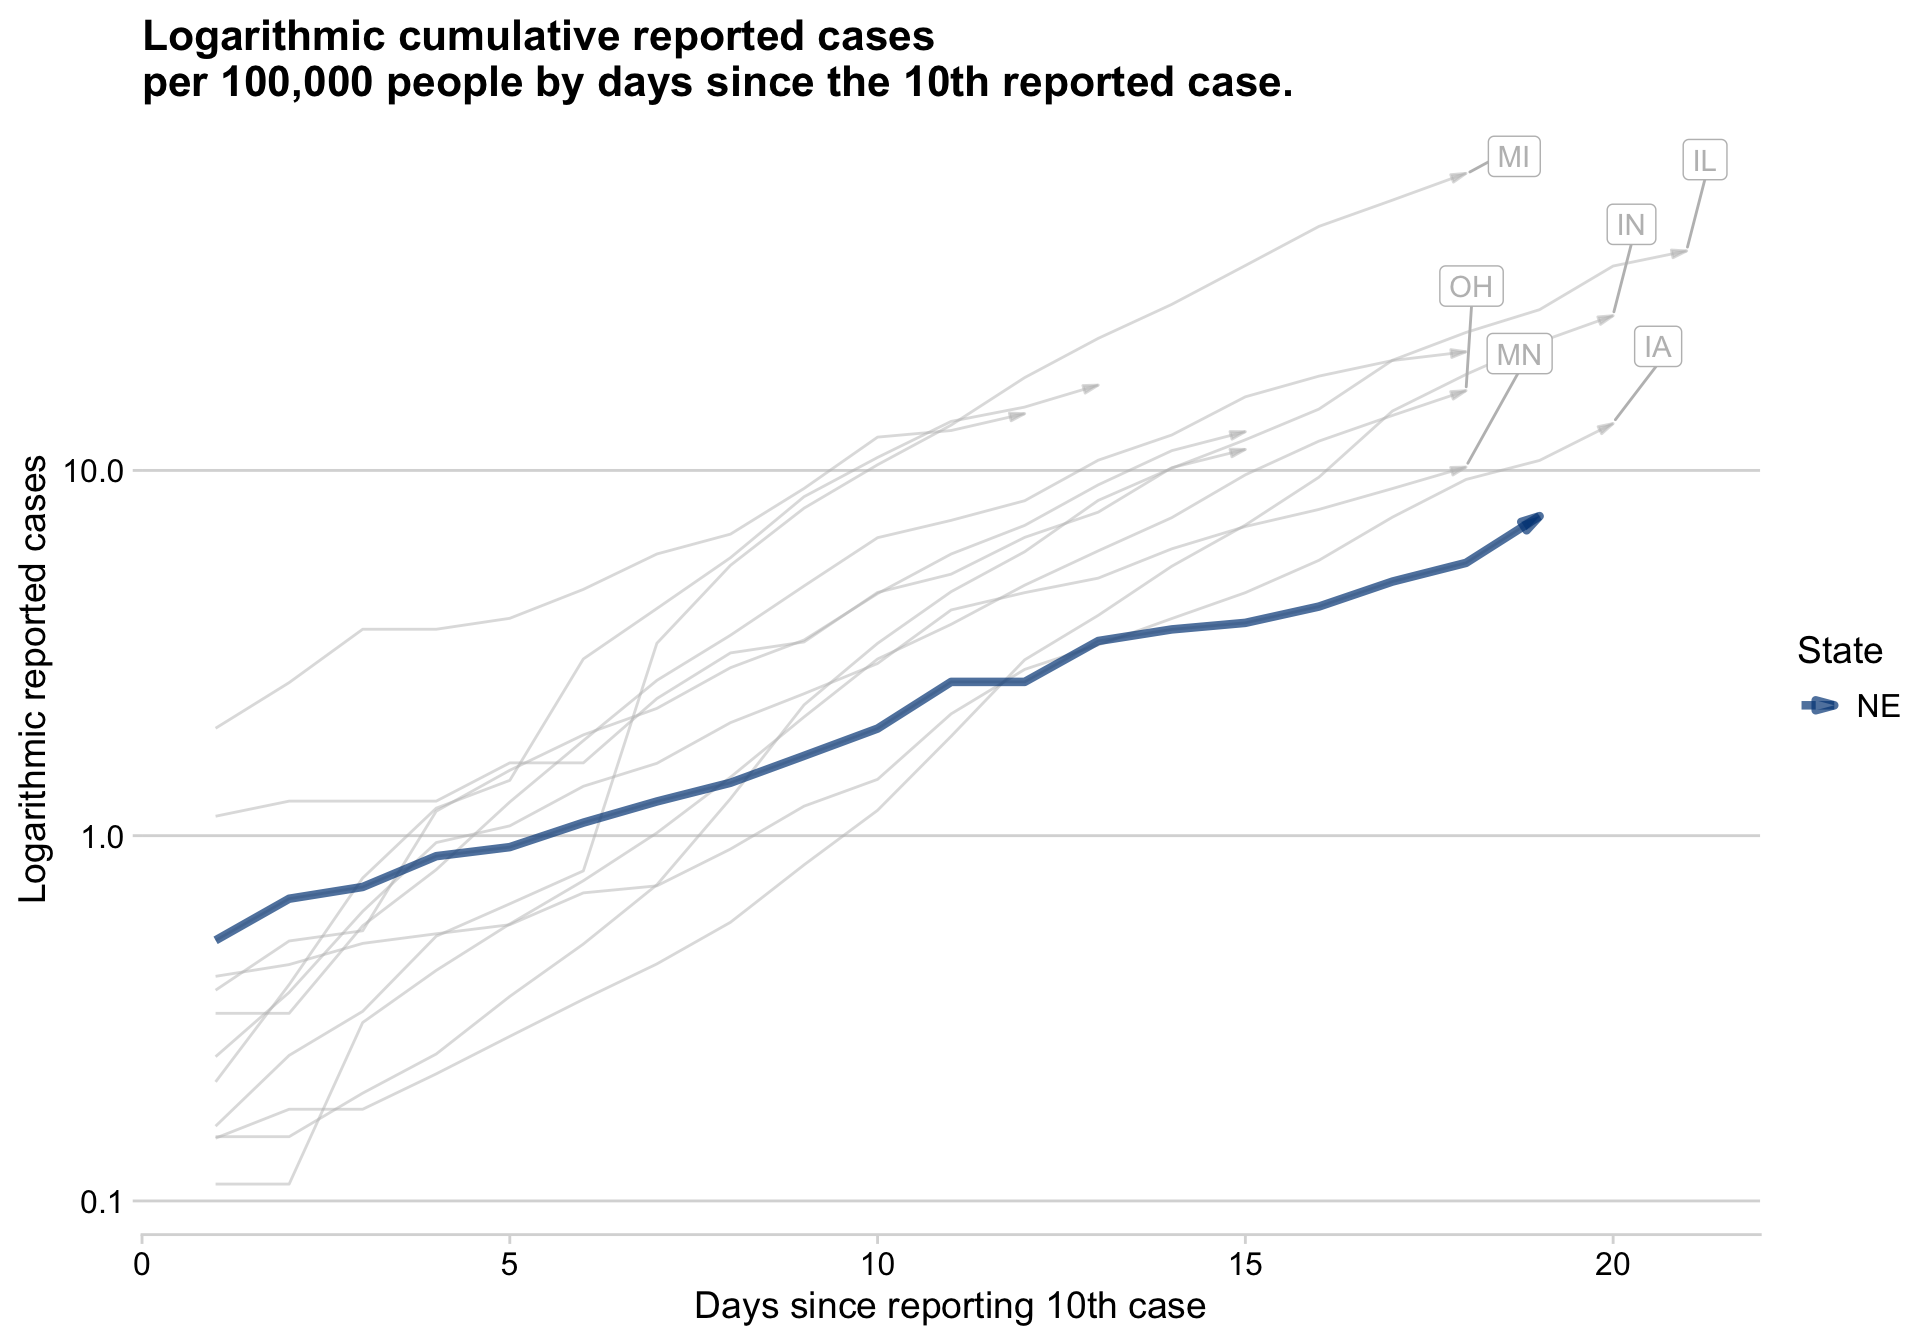 Logarithmic cumulative reported cases
per 100,000 people by days since the 10th reported case.
MI
IL
IN
OH
MN
IA
Logarithmic reported cases
10.0
1.0
0.1
State
NE
0
5
10
15
20
Days since reporting 10th case